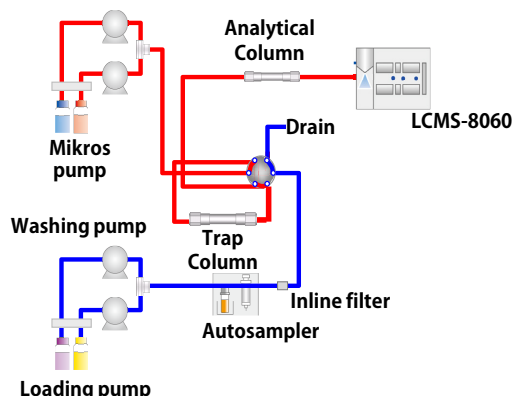 Analytical
Column
LCMS-8060
Drain
Mikros
pump
Washing pump
Trap
Column
Inline filter
Autosampler
Loading pump